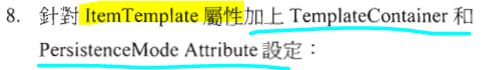 8. 針對 ItemTemplate 屬性加上 TemplateContainer 和
PersistenceMode Attribute 設定：